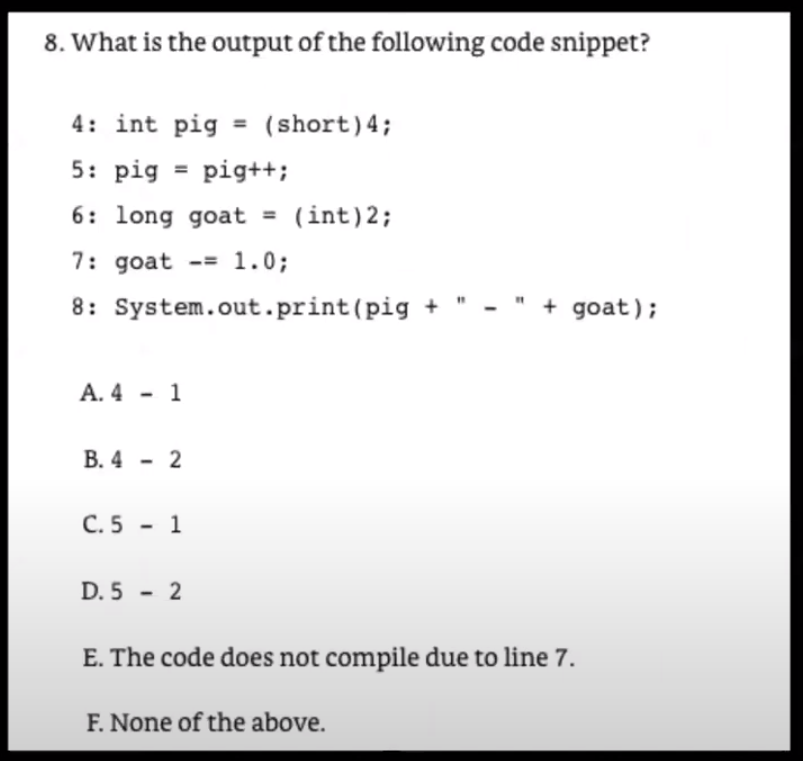 8. What is the output of the following code snippet?
4: int pig = (short)4;
5: pig = pig++;
6: long goat = (int)2;
7: goat -= 1.0;
8: System.out.print(pig + " - " + goat);
A. 4 - 1
B. 4 - 2
C. 5 - 1
D. 5 - 2
E. The code does not compile due to line 7.
F. None of the above.